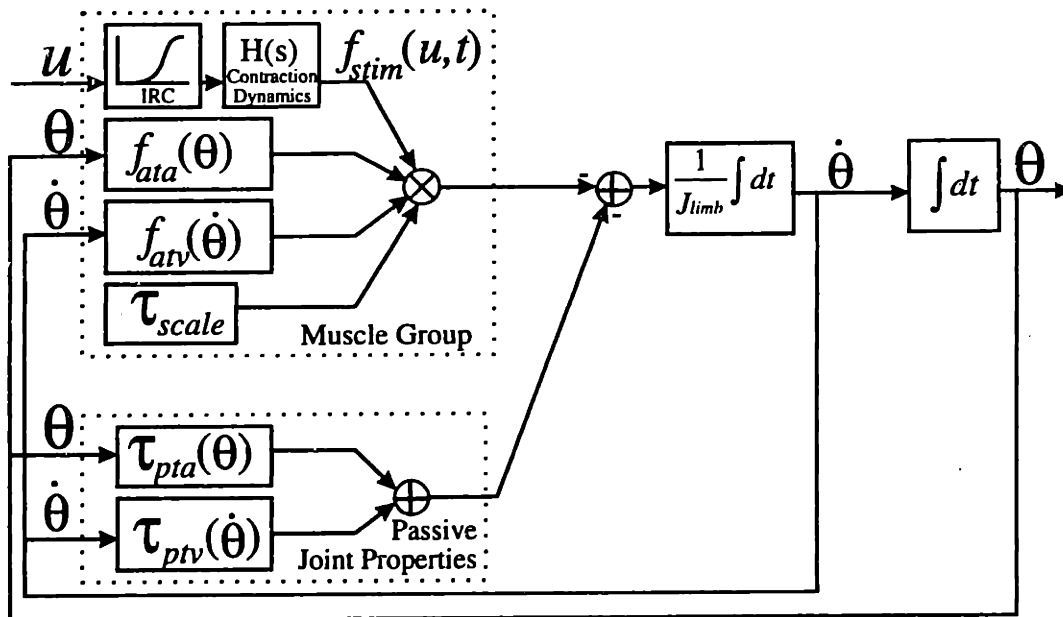 u
IRC
H(s)
Contraction
Dynamics
f_stim(u,t)
θ
f_ata(θ)
θ̇
f_atv(θ̇)
τ_scale
Muscle Group
-
-
1/J_limb ∫dt
θ̇
∫dt
θ
θ
τ_pta(θ)
θ̇
τ_ptv(θ̇)
Passive
Joint Properties